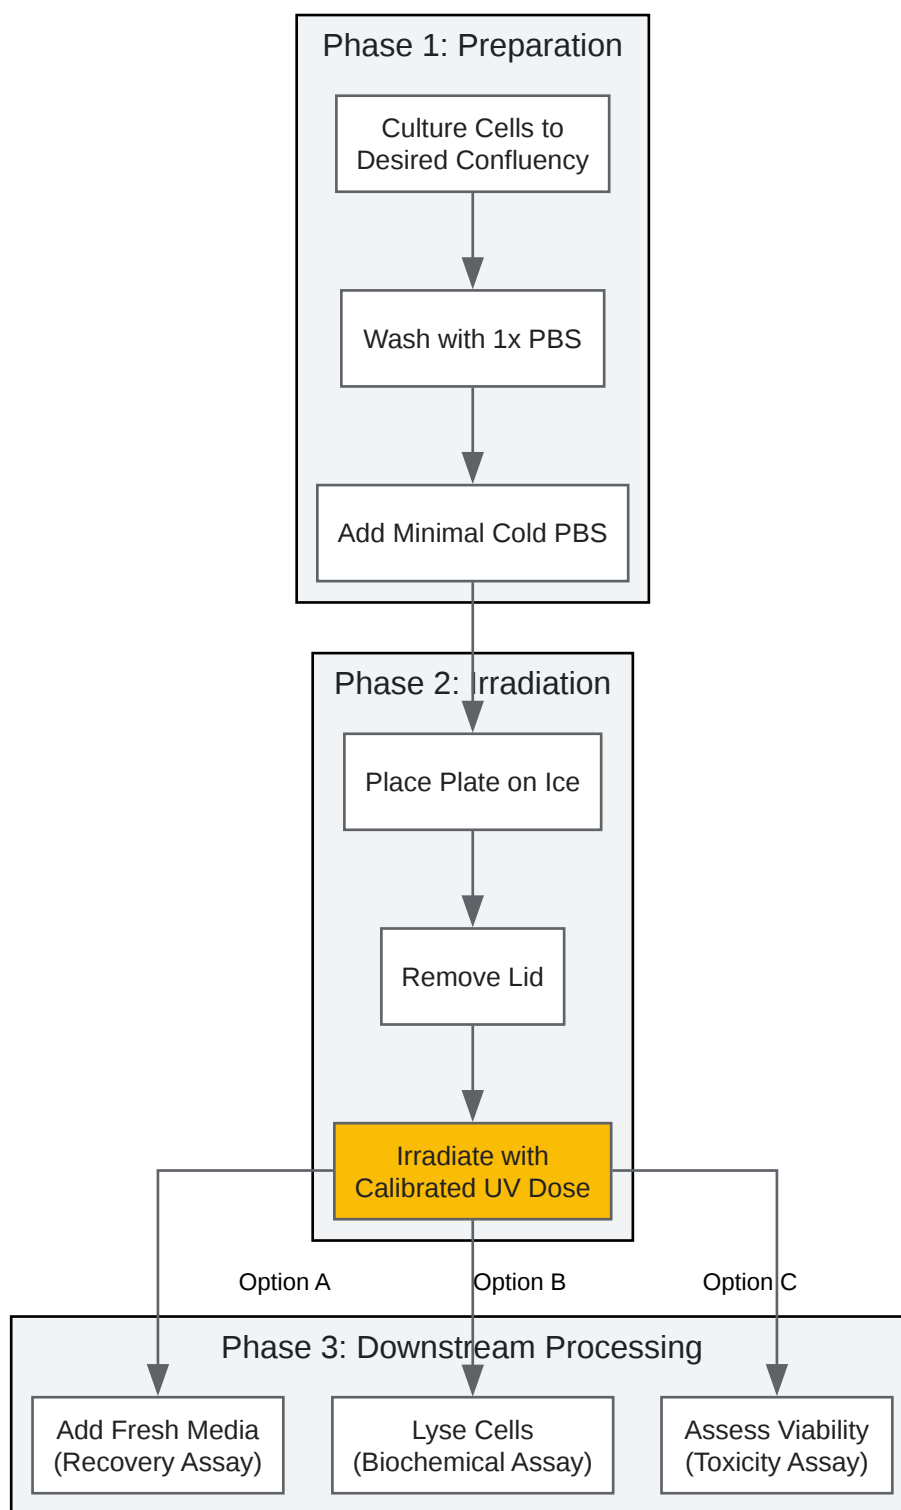 Phase 1: Preparation
Culture Cells to
Desired Confluency
Wash with 1x PBS
Add Minimal Cold PBS
Phase 2: Irradiation
Place Plate on Ice
Remove Lid
Irradiate with
Calibrated UV Dose
Option A
Option B
Option C
Phase 3: Downstream Processing
Add Fresh Media
(Recovery Assay)
Lyse Cells
(Biochemical Assay)
Assess Viability
(Toxicity Assay)